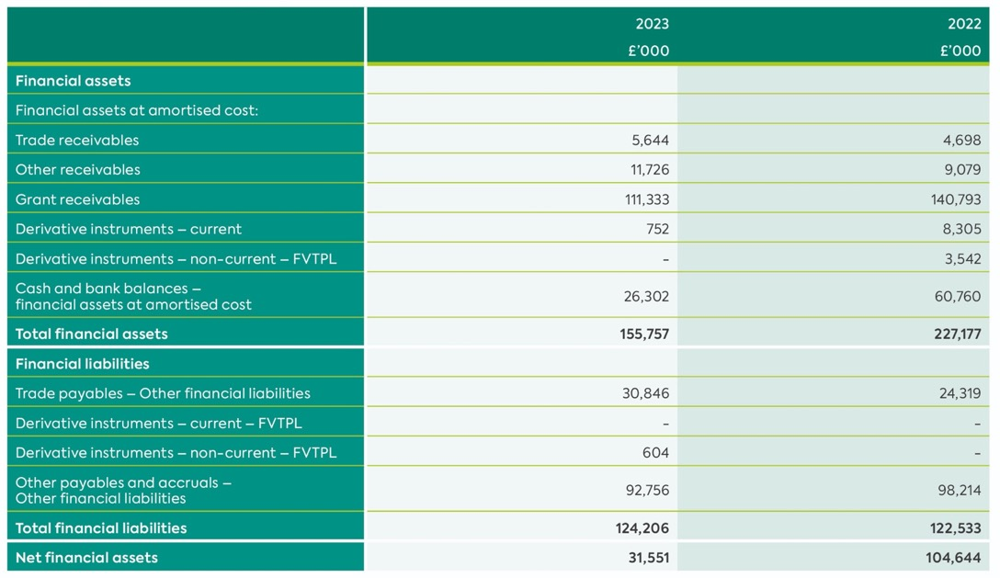 2023 2022
£’000 £’000
Financial assets
Financial assets at amortised cost:
Trade receivables 5,644 4,698
Other receivables 11,726 9,079
Grant receivables 111,333 140,793
Derivative instruments – current 752 8,305
Derivative instruments – non-current – FVTPL – 3,542
Cash and bank balances –
financial assets at amortised cost 26,302 60,760
Total financial assets 155,757 227,177
Financial liabilities
Trade payables – Other financial liabilities 30,846 24,319
Derivative instruments – current – FVTPL – –
Derivative instruments – non-current – FVTPL 604 –
Other payables and accruals –
Other financial liabilities 92,756 98,214
Total financial liabilities 124,206 122,533
Net financial assets 31,551 104,644